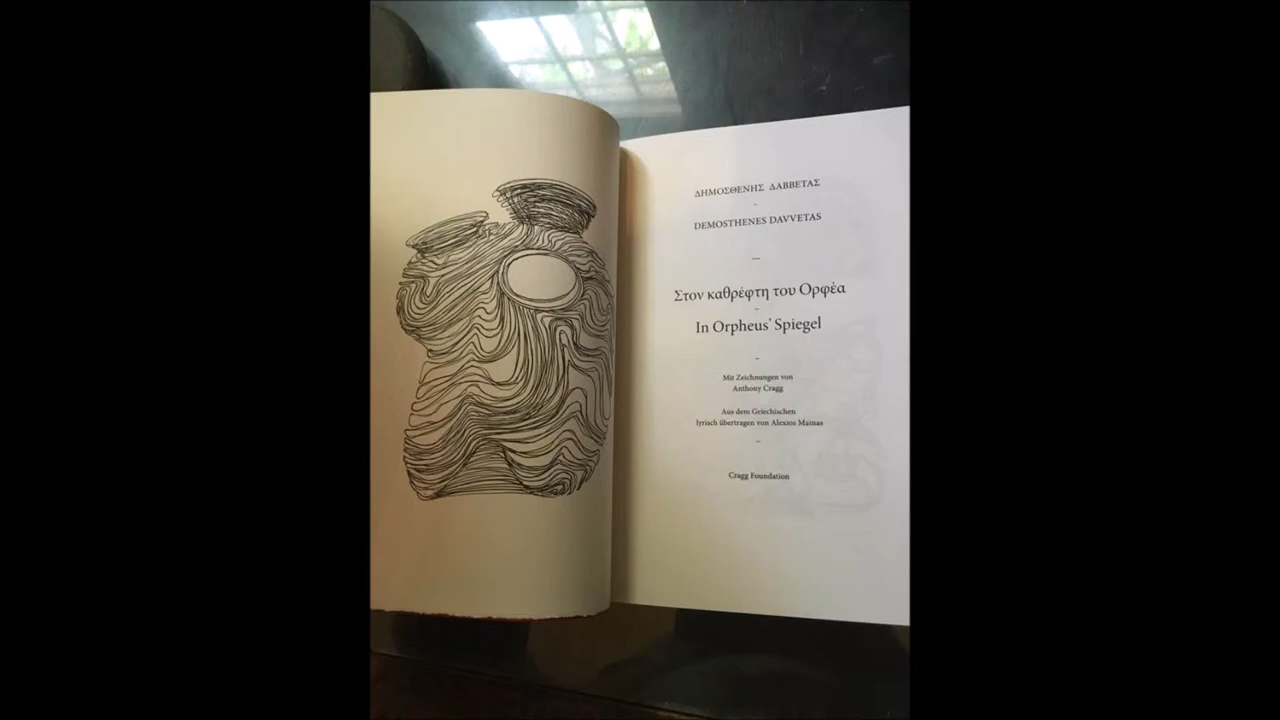 ΔΗΜΟΣΘΕΝΗΣ ΔΑΒΒΕΤΑΣ
–
DEMOSTHENES DAVVETAS
—
Στον καθρέφτη του Ορφέα
–
In Orpheus’ Spiegel
–
Mit Zeichnungen von
Anthony Cragg
Aus dem Griechischen
lyrisch übertragen von Alexios Mainas
–
Cragg Foundation